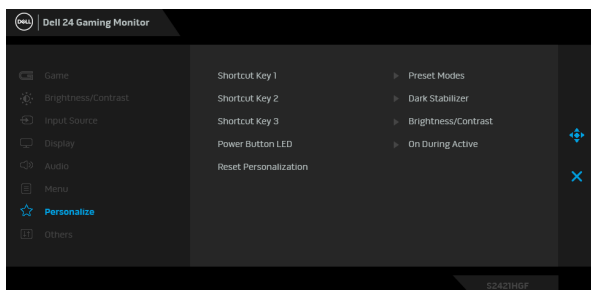 DELL
Dell 24 Gaming Monitor
Game
Brightness/Contrast
Input Source
Display
Audio
Menu
Personalize
Others
Shortcut Key 1 Preset Modes
Shortcut Key 2 Dark Stabilizer
Shortcut Key 3 Brightness/Contrast
Power Button LED On During Active
Reset Personalization
S2421HGF